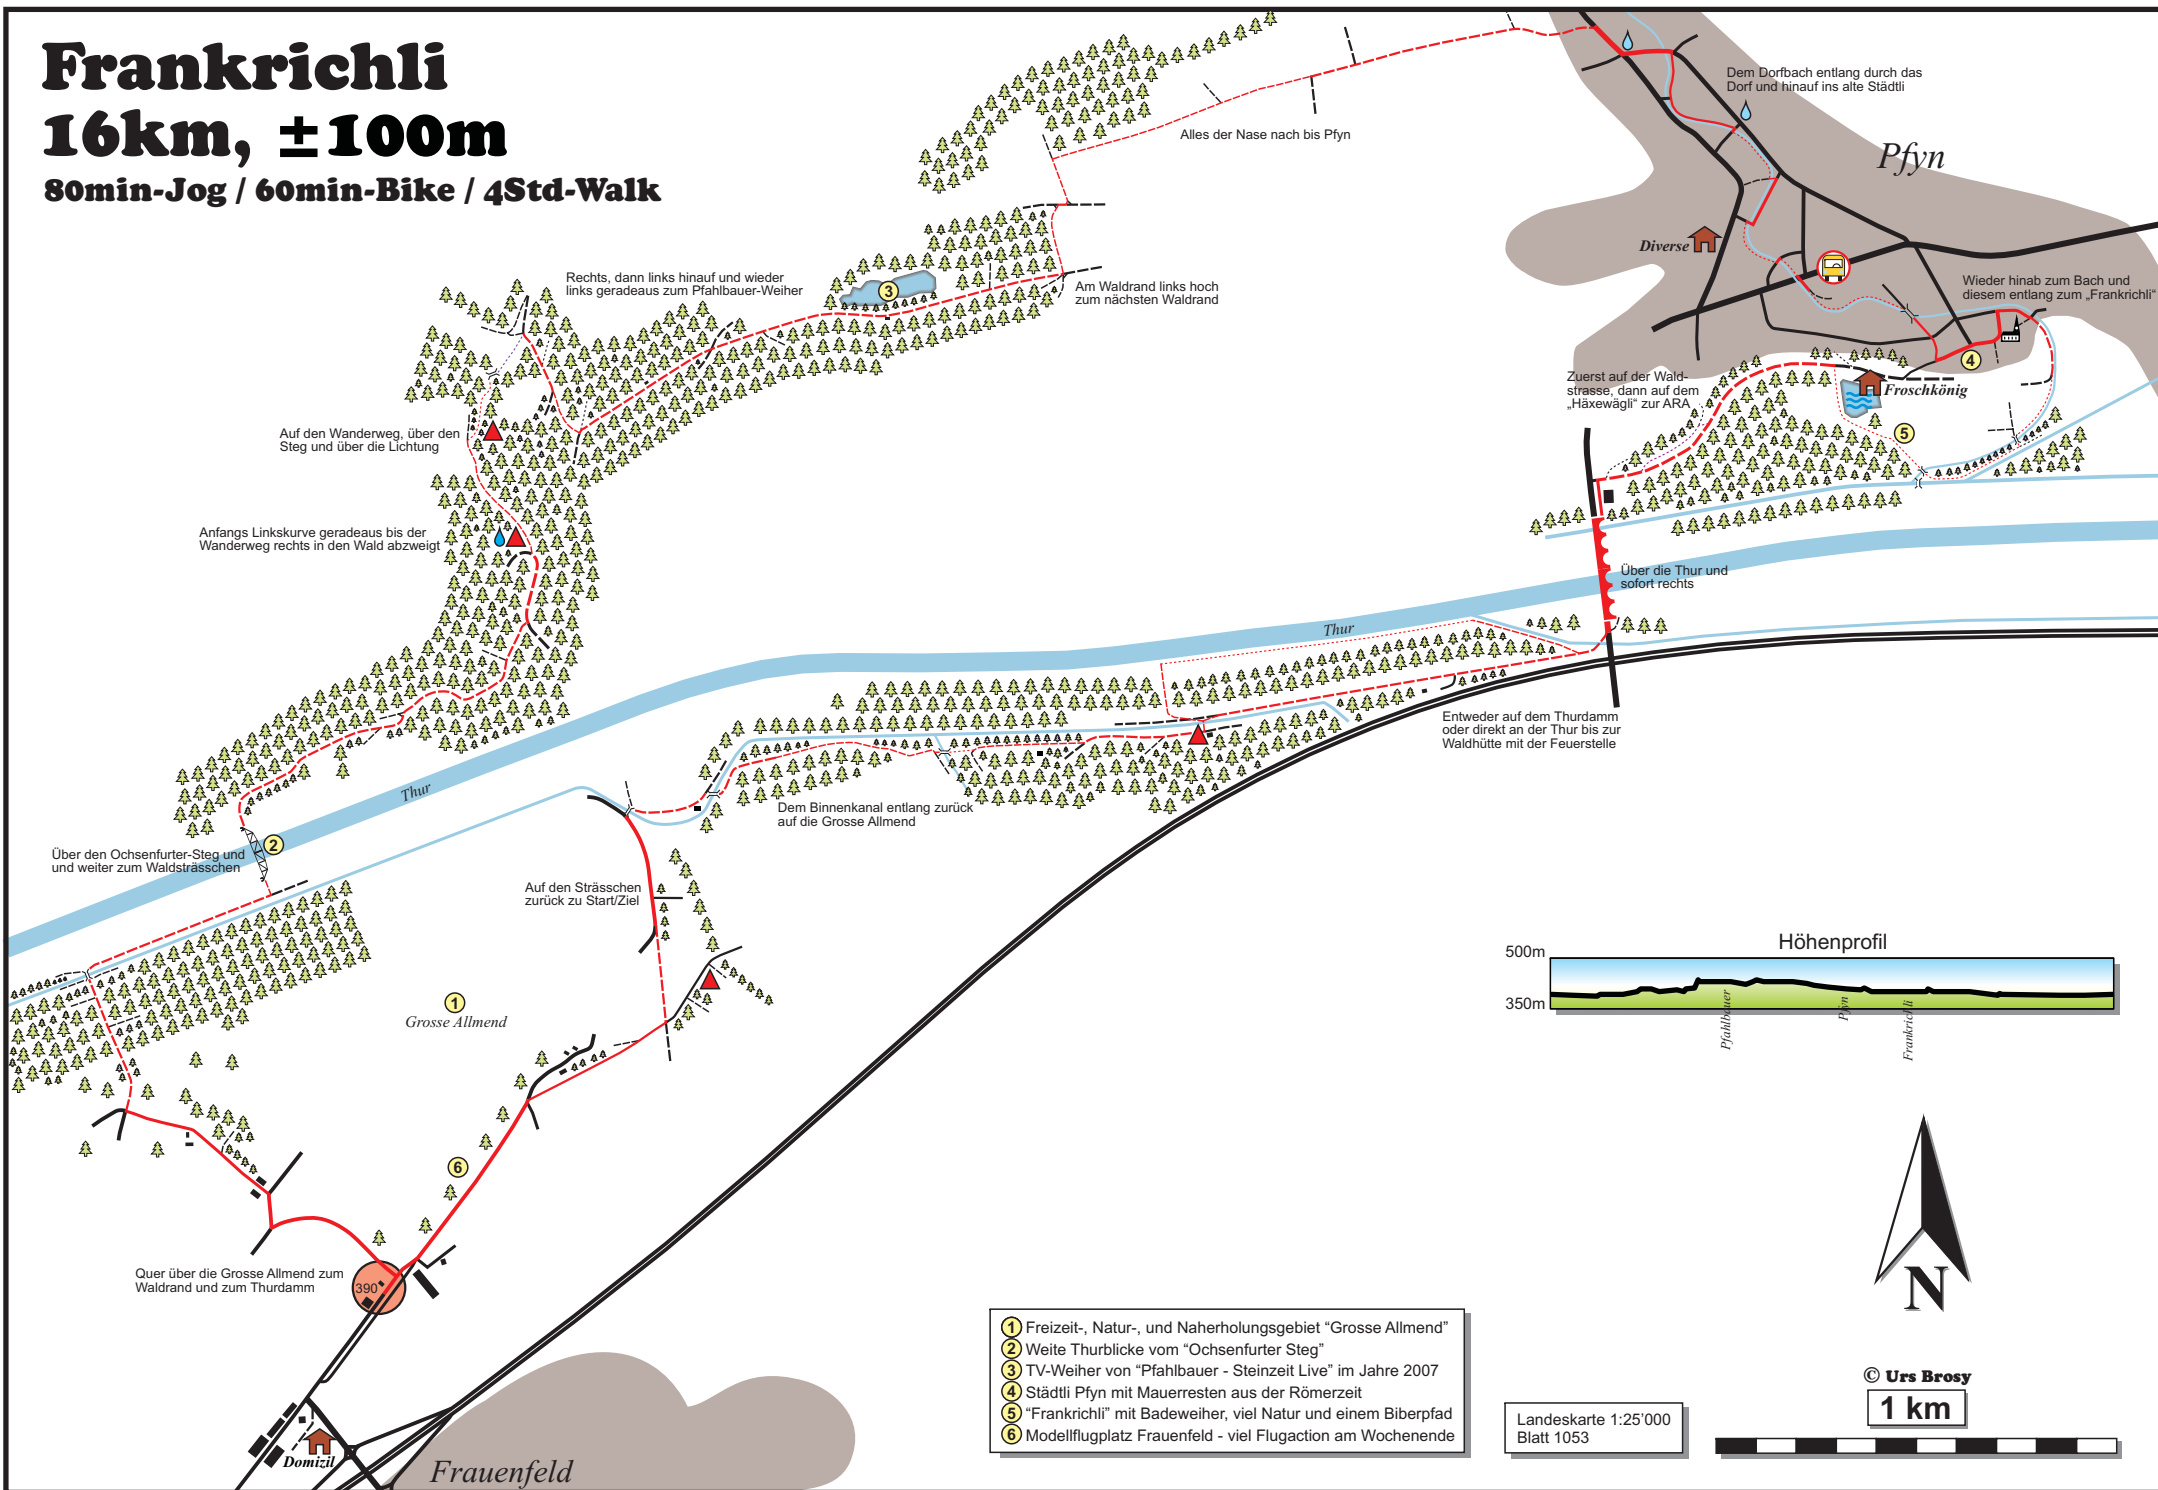 Frankrichli
16km, ±100m
80min-Jog / 60min-Bike / 4Std-Walk
Dem Dorfbach entlang durch das
Dorf und hinauf ins alte Städtli
Alles der Nase nach bis Pfyn
Pfyn
Diverse
Rechts, dann links hinauf und wieder
links geradeaus zum Pfahlbauer-Weiher
3
Am Waldrand links hoch
zum nächsten Waldrand
Wieder hinab zum Bach und
diesem entlang zum „Frankrichli“
4
Zuerst auf der Wald-
strasse, dann auf dem
„Häxewägli“ zur ARA
Froschkönig
5
Auf den Wanderweg, über den
Steg und über die Lichtung
Anfangs Linkskurve geradeaus bis der
Wanderweg rechts in den Wald abzweigt
Über die Thur und
sofort rechts
Thur
Entweder auf dem Thurdamm
oder direkt an der Thur bis zur
Waldhütte mit der Feuerstelle
Thur
Dem Binnenkanal entlang zurück
auf die Grosse Allmend
2
Über den Ochsenfurter-Steg und
und weiter zum Waldsträsschen
Auf den Strässchen
zurück zu Start/Ziel
1
Grosse Allmend
Höhenprofil
500m
350m
Pfahlbauer
Pfyn
Frankrichli
6
Quer über die Grosse Allmend zum
Waldrand und zum Thurdamm
390
N
1 Freizeit-, Natur-, und Naherholungsgebiet “Grosse Allmend”
2 Weite Thurblicke vom “Ochsenfurter Steg”
3 TV-Weiher von “Pfahlbauer - Steinzeit Live” im Jahre 2007
4 Städtli Pfyn mit Mauerresten aus der Römerzeit
5 “Frankrichli” mit Badeweiher, viel Natur und einem Biberpfad
6 Modellflugplatz Frauenfeld - viel Flugaction am Wochenende
© Urs Brosy
1 km
Landeskarte 1:25’000
Blatt 1053
Domizil
Frauenfeld